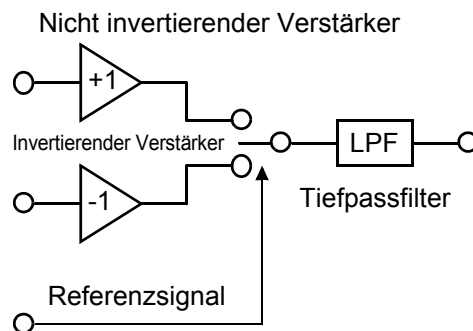 Nicht invertierender Verstärker
+1
Invertierender Verstärker
LPF
-1
Tiefpassfilter
Referenzsignal